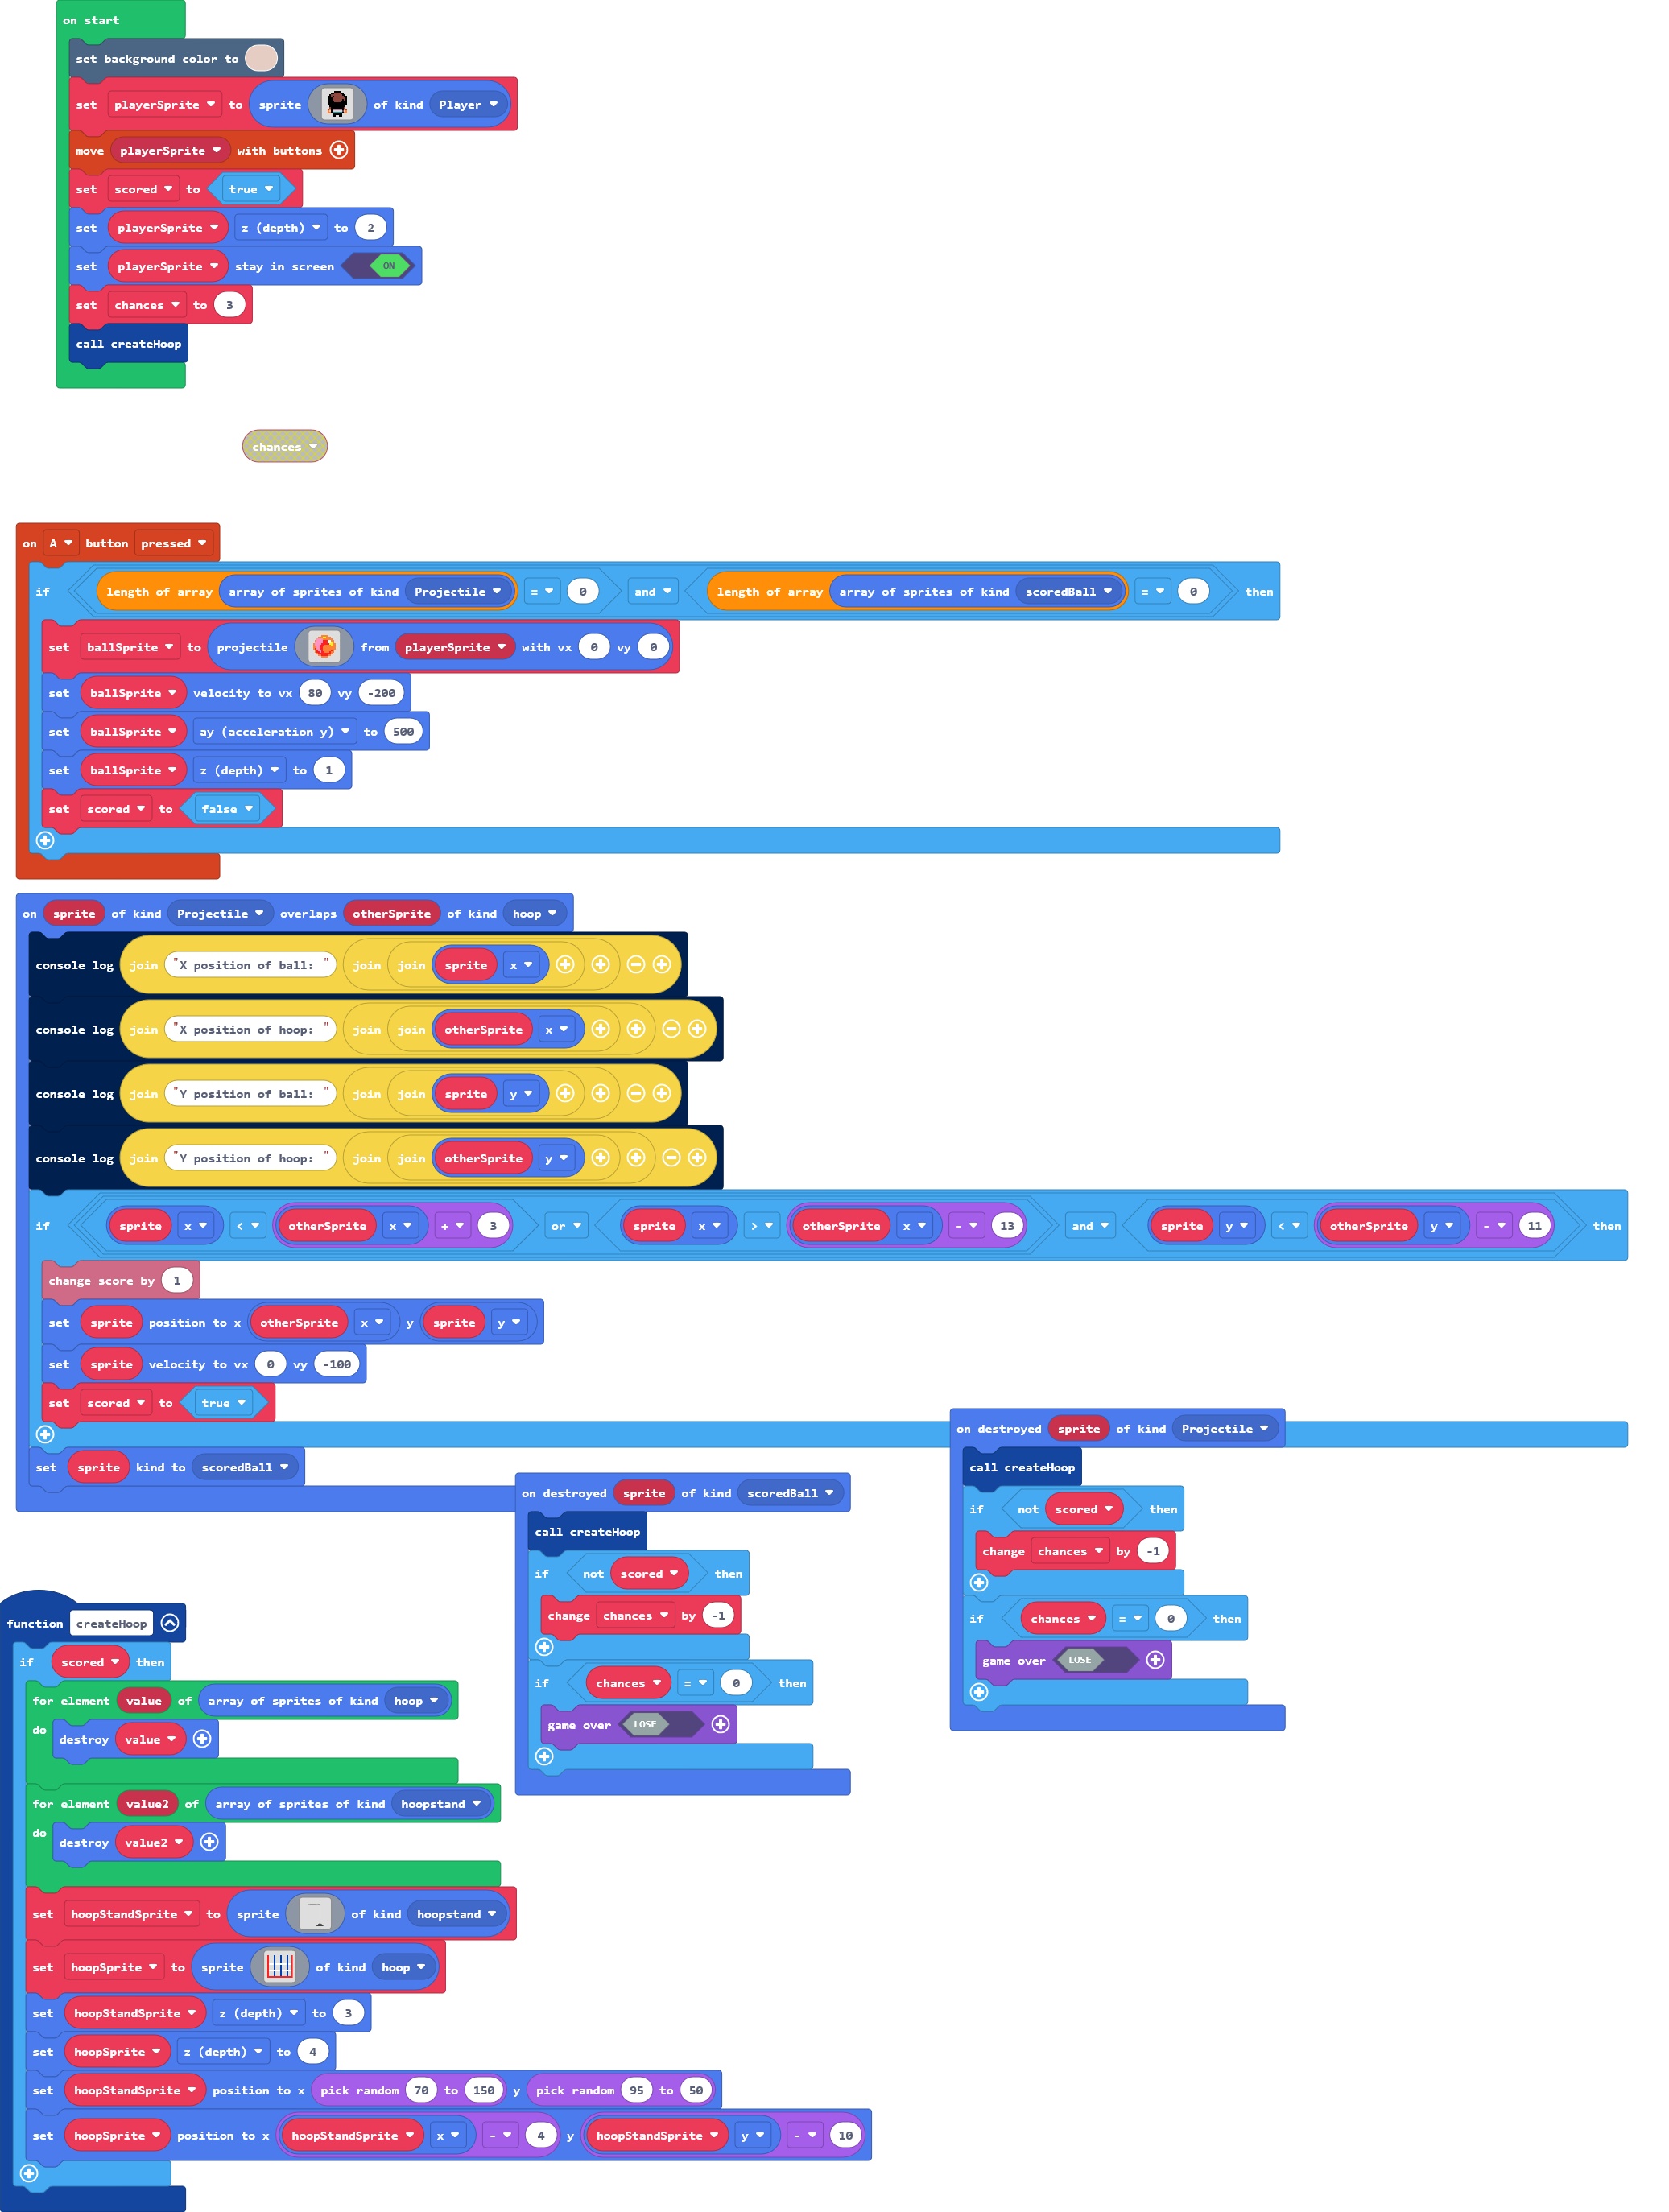 on start
set background color to
set playerSprite to sprite of kind Player
move playerSprite with buttons
set scored to true
set playerSprite z (depth) to 2
set playerSprite stay in screen ON
set chances to 3
call createHoop
chances
on A button pressed
if length of array array of sprites of kind Projectile = 0 and length of array array of sprites of kind scoredBall = 0 then
set ballSprite to projectile from playerSprite with vx 0 vy 0
set ballSprite velocity to vx 80 vy -200
set ballSprite ay (acceleration y) to 500
set ballSprite z (depth) to 1
set scored to false
on sprite of kind Projectile overlaps otherSprite of kind hoop
console log join "X position of ball: " join join sprite x
console log join "X position of hoop: " join join otherSprite x
console log join "Y position of ball: " join join sprite y
console log join "Y position of hoop: " join join otherSprite y
if sprite x < otherSprite x + 3 or sprite x > otherSprite x - 13 and sprite y < otherSprite y - 11 then
change score by 1
set sprite position to x otherSprite x y sprite y
set sprite velocity to vx 0 vy -100
set scored to true
set sprite kind to scoredBall
on destroyed sprite of kind Projectile
call createHoop
if not scored then
change chances by -1
if chances = 0 then
game over LOSE
on destroyed sprite of kind scoredBall
call createHoop
if not scored then
change chances by -1
if chances = 0 then
game over LOSE
function createHoop
if scored then
for element value of array of sprites of kind hoop
do destroy value
for element value2 of array of sprites of kind hoopstand
do destroy value2
set hoopStandSprite to sprite of kind hoopstand
set hoopSprite to sprite of kind hoop
set hoopStandSprite z (depth) to 3
set hoopSprite z (depth) to 4
set hoopStandSprite position to x pick random 70 to 150 y pick random 95 to 50
set hoopSprite position to x hoopStandSprite x - 4 y hoopStandSprite y - 10